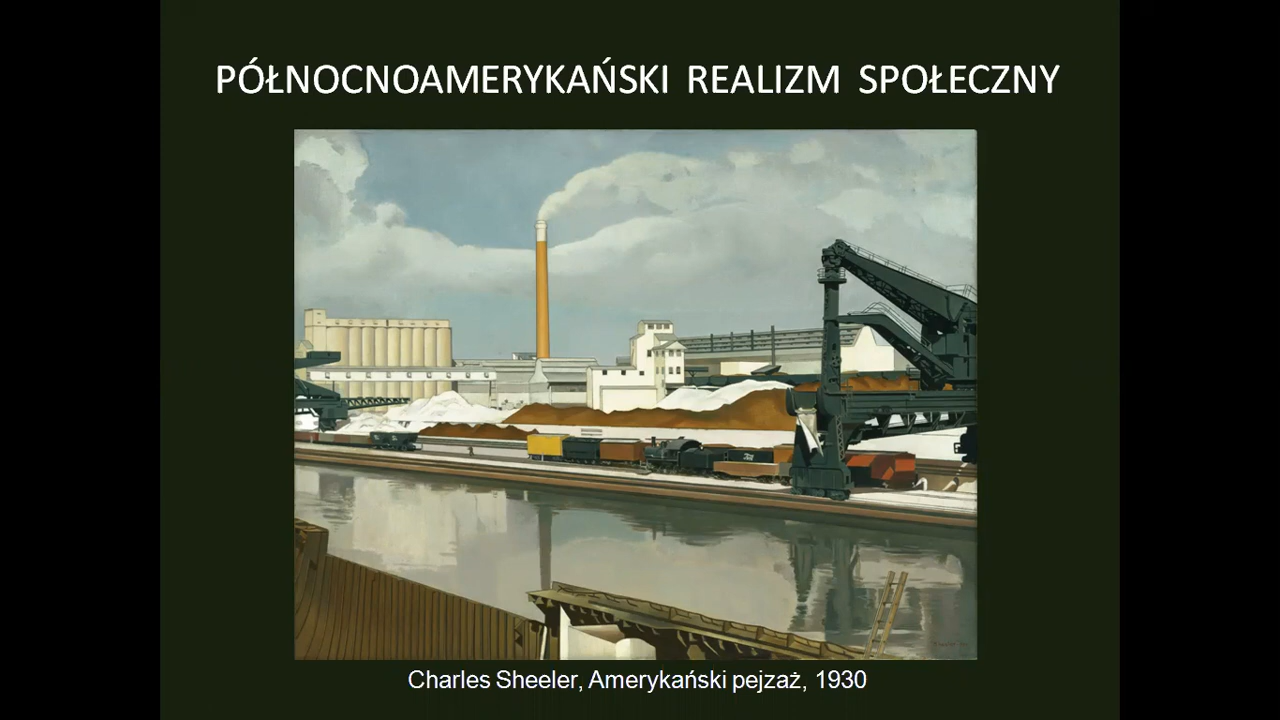 PÓŁNOCNOAMERYKAŃSKI REALIZM SPOŁECZNY
Charles Sheeler, Amerykański pejzaż, 1930